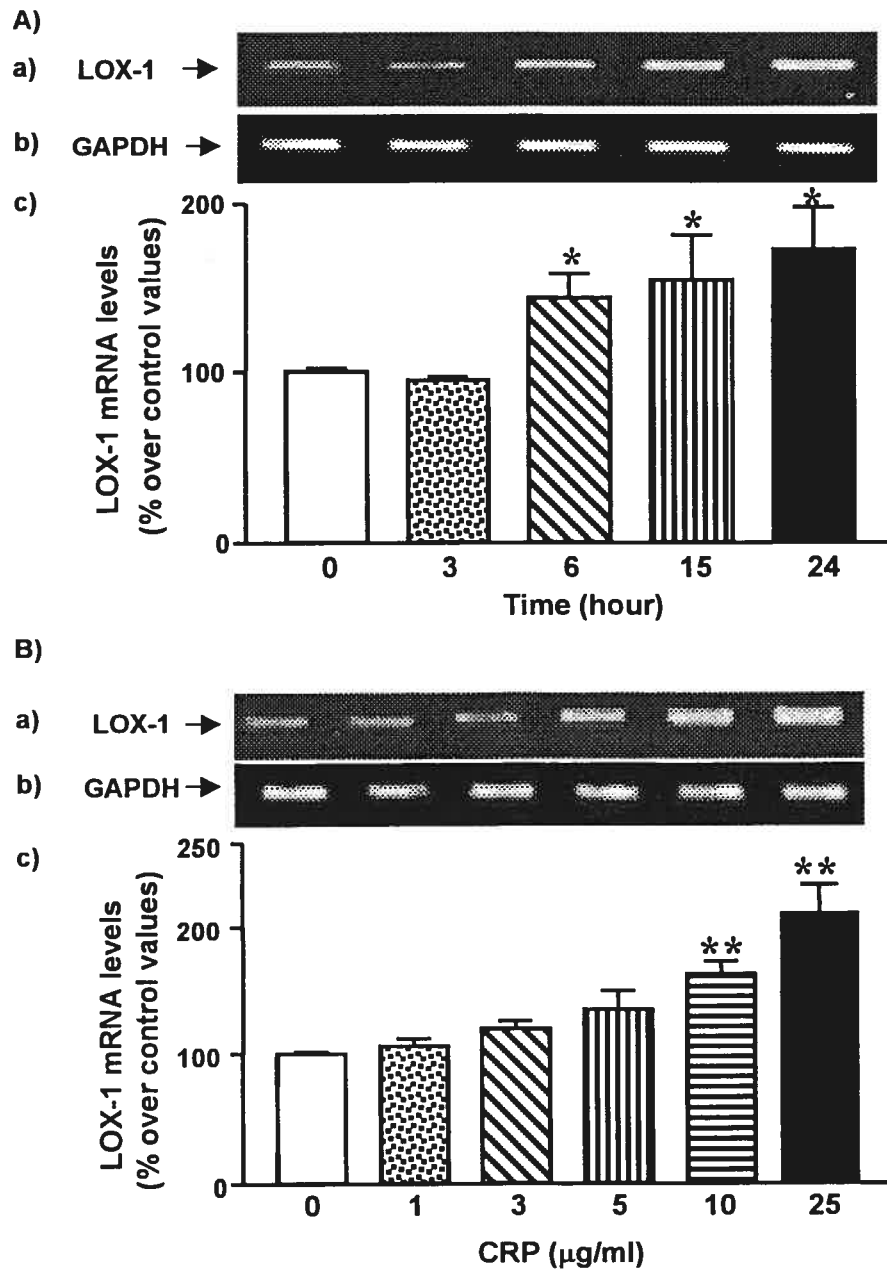 A)
a) LOX-1
b) GAPDH
c)
200
100
0
LOX-1 mRNA levels
(% over control values)
* * *
0 3 6 15 24
Time (hour)
B)
a) LOX-1
b) GAPDH
c)
250
200
100
0
LOX-1 mRNA levels
(% over control values)
** **
0 1 3 5 10 25
CRP (μg/ml)